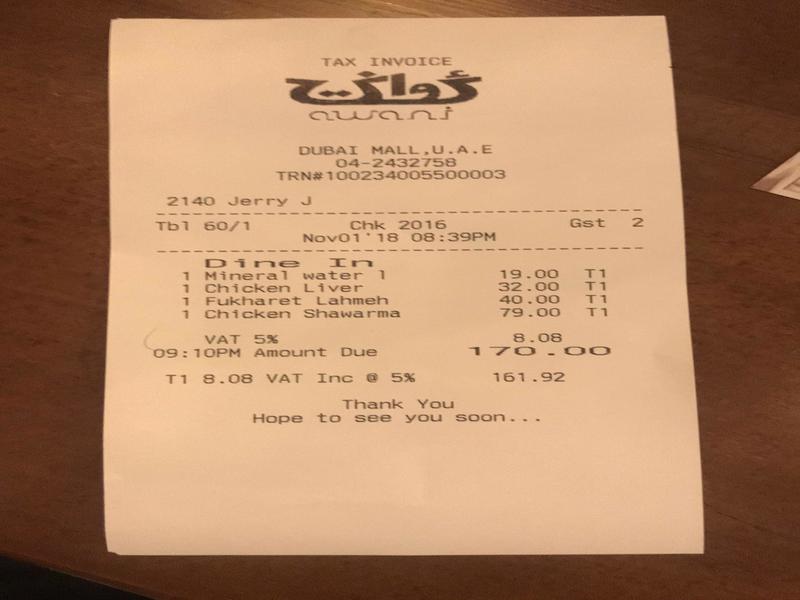 TAX INVOICE
أواني
awani
DUBAI MALL,U.A.E
04-2432758
TRN#100234005500003
2140 Jerry J
Tbl 60/1 Chk 2016 Gst 2
Nov01'18 08:39PM
Dine In
1 Mineral water l 19.00 T1
1 Chicken Liver 32.00 T1
1 Fukharet Lahmeh 40.00 T1
1 Chicken Shawarma 79.00 T1
VAT 5% 8.08
09:10PM Amount Due 170.00
T1 8.08 VAT Inc @ 5% 161.92
Thank You
Hope to see you soon...